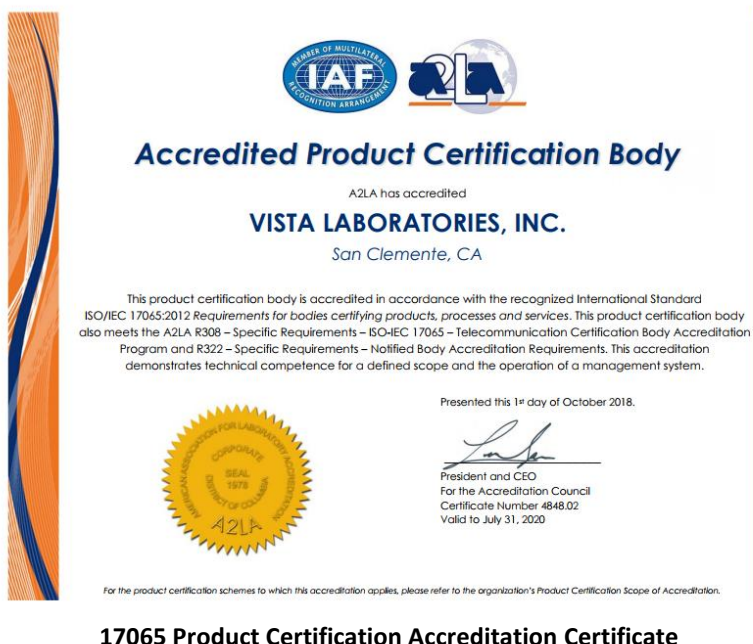 MEMBER OF MULTILATERAL
IAF
RECOGNITION ARRANGEMENT
A2LA
Accredited Product Certification Body
A2LA has accredited
VISTA LABORATORIES, INC.
San Clemente, CA
This product certification body is accredited in accordance with the recognized International Standard
ISO/IEC 17065:2012 Requirements for bodies certifying products, processes and services. This product certification body
also meets the A2LA R308 – Specific Requirements – ISO-IEC 17065 – Telecommunication Certification Body Accreditation
Program and R322 – Specific Requirements – Notified Body Accreditation Requirements. This accreditation
demonstrates technical competence for a defined scope and the operation of a management system.
Presented this 1st day of October 2018.
President and CEO
For the Accreditation Council
Certificate Number 4848.02
Valid to July 31, 2020
AMERICAN ASSOCIATION FOR LABORATORY ACCREDITATION
CORPORATE
SEAL
1978
DISTRICT OF COLUMBIA
A2LA
For the product certification schemes to which this accreditation applies, please refer to the organization's Product Certification Scope of Accreditation.
17065 Product Certification Accreditation Certificate